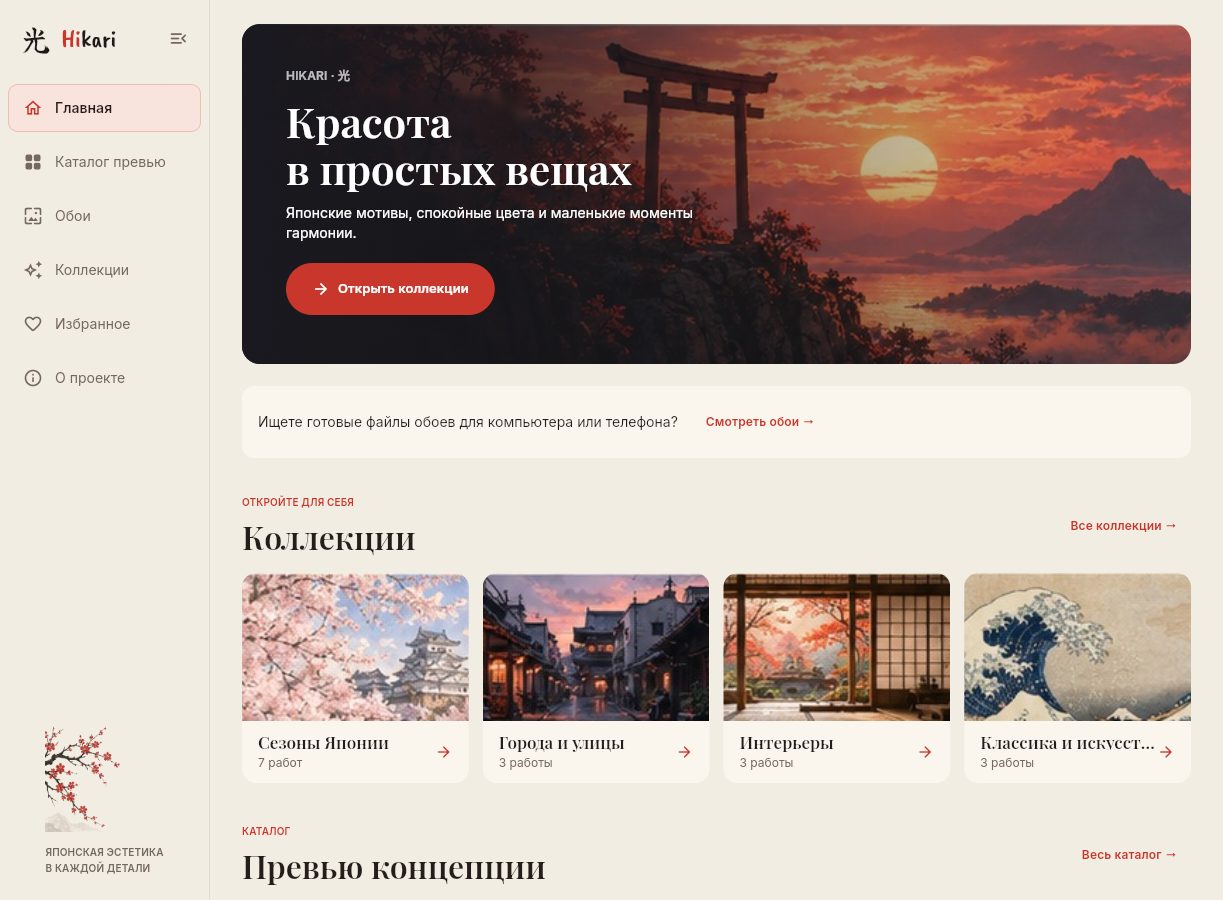 光 Hikari
Главная
Каталог превью
Обои
Коллекции
Избранное
О проекте
ЯПОНСКАЯ ЭСТЕТИКА
В КАЖДОЙ ДЕТАЛИ
HIKARI · 光
Красота
в простых вещах
Японские мотивы, спокойные цвета и маленькие моменты
гармонии.
Открыть коллекции
Ищете готовые файлы обоев для компьютера или телефона? Смотреть обои →
ОТКРОЙТЕ ДЛЯ СЕБЯ
Коллекции
Все коллекции →
Сезоны Японии
7 работ
Города и улицы
3 работы
Интерьеры
3 работы
Классика и искусст...
3 работы
КАТАЛОГ
Превью концепции
Весь каталог →